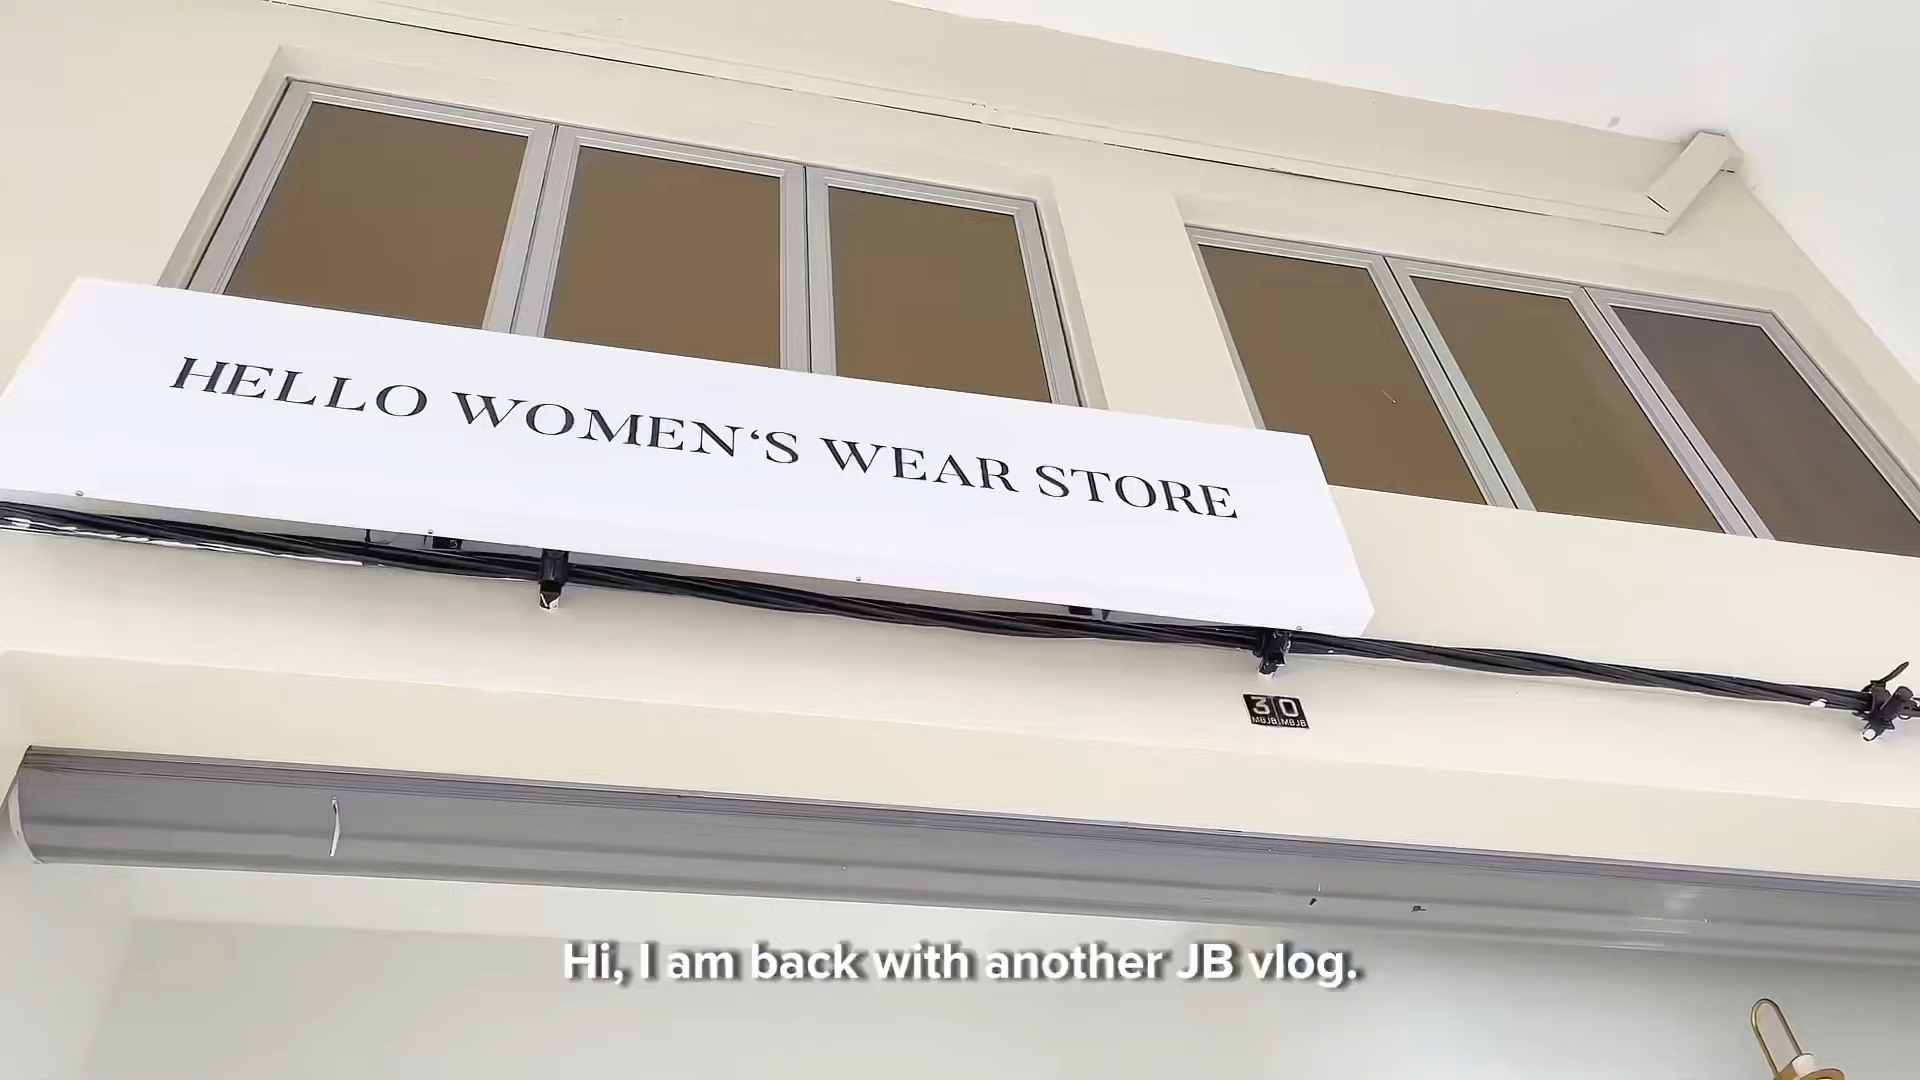 HELLO WOMEN‘S WEAR STORE
30
MBJB MBJB
Hi, I am back with another JB vlog.